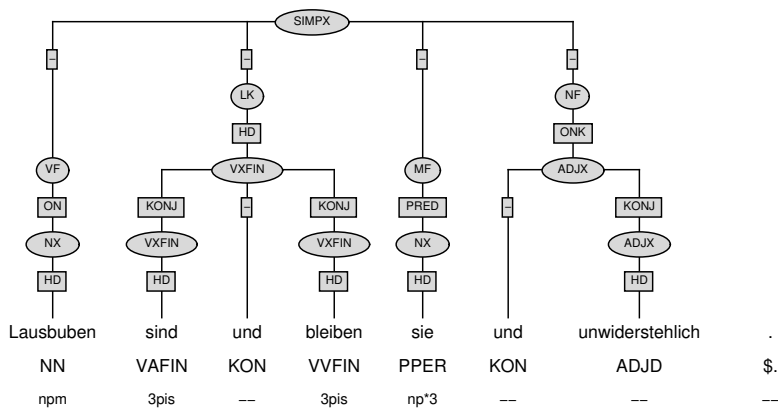 SIMPX
– – – –
LK NF
HD ONK
VF VXFIN MF ADJX
ON KONJ – KONJ PRED – KONJ
NX VXFIN VXFIN NX ADJX
HD HD HD HD HD
Lausbuben sind und bleiben sie und unwiderstehlich .
NN VAFIN KON VVFIN PPER KON ADJD $.
npm 3pis –– 3pis np*3 –– –– ––